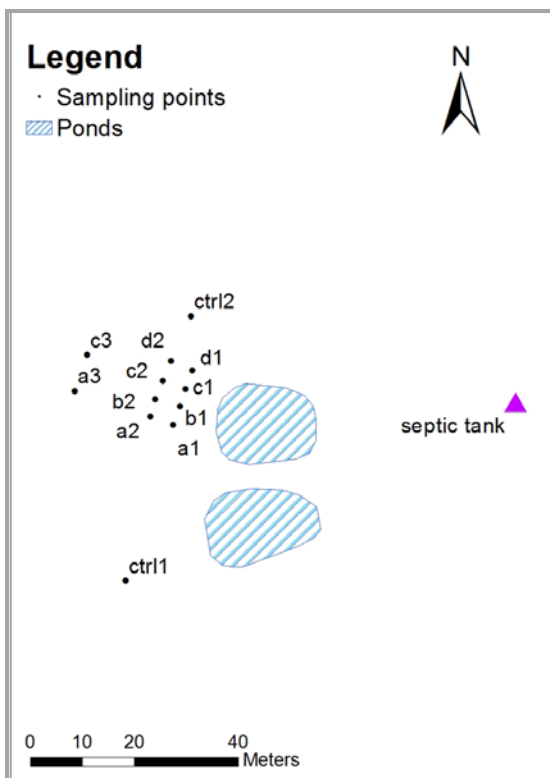 Legend
N
Sampling points
Ponds
ctrl2
c3
d2
d1
a3
c2
c1
b2
b1
septic tank
a2
a1
ctrl1
0 10 20 40
Meters